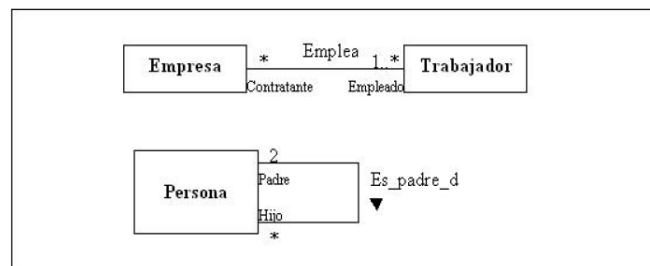 * Emplea 1..*
Empresa Trabajador
Contratante Empleado
2
Padre Es_padre_d
Persona
Hijo
*